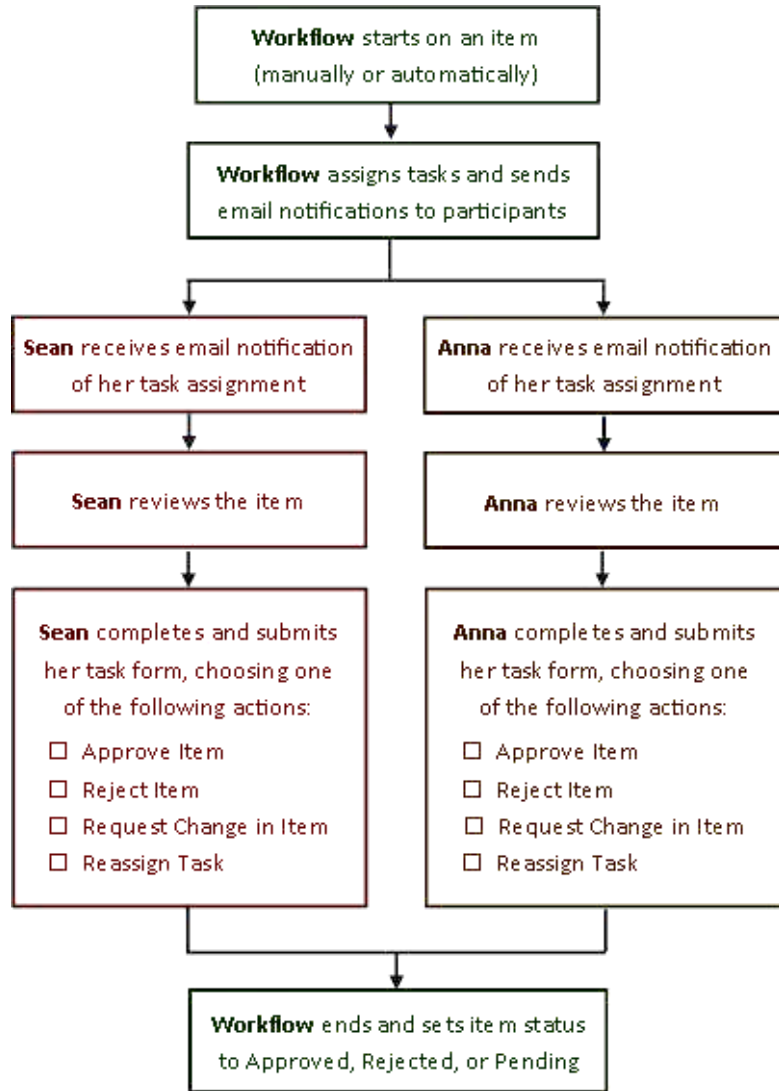 Workflow starts on an item
(manually or automatically)
Workflow assigns tasks and sends
email notifications to participants
Sean receives email notification
of her task assignment
Anna receives email notification
of her task assignment
Sean reviews the item
Anna reviews the item
Sean completes and submits
her task form, choosing one
of the following actions:
☐ Approve Item
☐ Reject Item
☐ Request Change in Item
☐ Reassign Task
Anna completes and submits
her task form, choosing one
of the following actions:
☐ Approve Item
☐ Reject Item
☐ Request Change in Item
☐ Reassign Task
Workflow ends and sets item status
to Approved, Rejected, or Pending